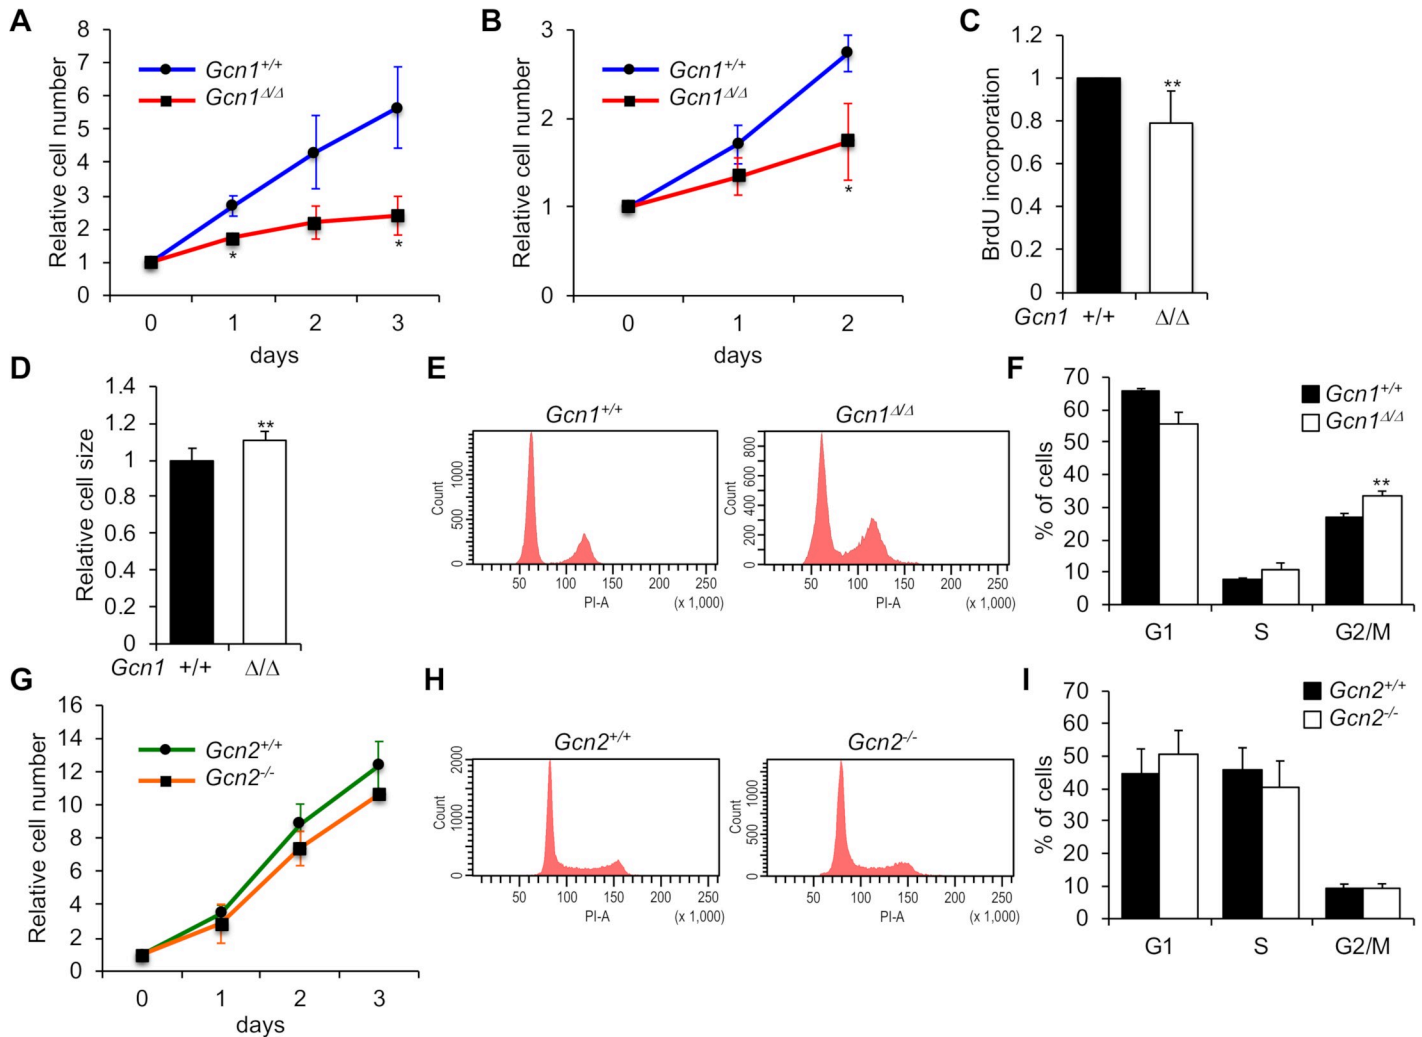 A
Relative cell number
8
7
6
5
4
3
2
1
0
Gcn1+/+
Gcn1Δ/Δ
*
*
0 1 2 3
days
B
Relative cell number
3
2
1
0
Gcn1+/+
Gcn1Δ/Δ
*
0 1 2
days
C
BrdU incorporation
1.2
1
0.8
0.6
0.4
0.2
0
**
Gcn1 +/+ Δ/Δ
D
Relative cell size
1.4
1.2
1
0.8
0.6
0.4
0.2
0
**
Gcn1 +/+ Δ/Δ
E
Gcn1+/+
Count
1000
500
0
50 100 150 200 250
PI-A (x 1,000)
Gcn1Δ/Δ
Count
800
600
400
200
0
50 100 150 200 250
PI-A (x 1,000)
F
% of cells
70
60
50
40
30
20
10
0
Gcn1+/+
Gcn1Δ/Δ
**
G1 S G2/M
G
Relative cell number
16
14
12
10
8
6
4
2
0
Gcn2+/+
Gcn2-/-
0 1 2 3
days
H
Gcn2+/+
Count
2000
1000
0
50 100 150 200 250
PI-A (x 1,000)
Gcn2-/-
Count
1000
500
0
50 100 150 200 250
PI-A (x 1,000)
I
% of cells
70
60
50
40
30
20
10
0
Gcn2+/+
Gcn2-/-
G1 S G2/M